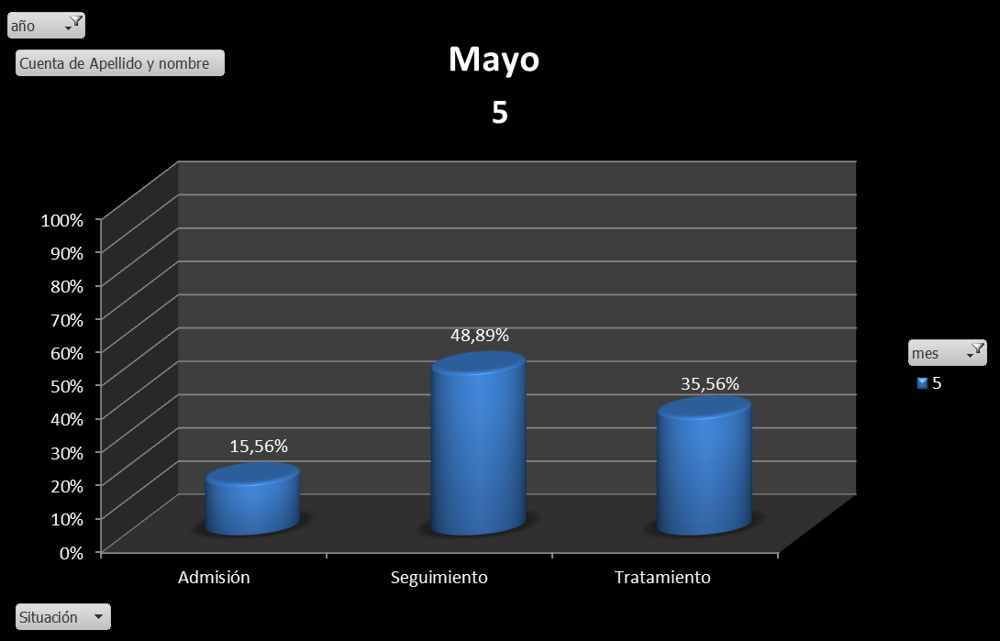 año
Cuenta de Apellido y nombre
Mayo
5
100%
90%
80%
70%
60%
50%
40%
30%
20%
10%
0%
15,56%
48,89%
35,56%
Admisión
Seguimiento
Tratamiento
mes
5
Situación